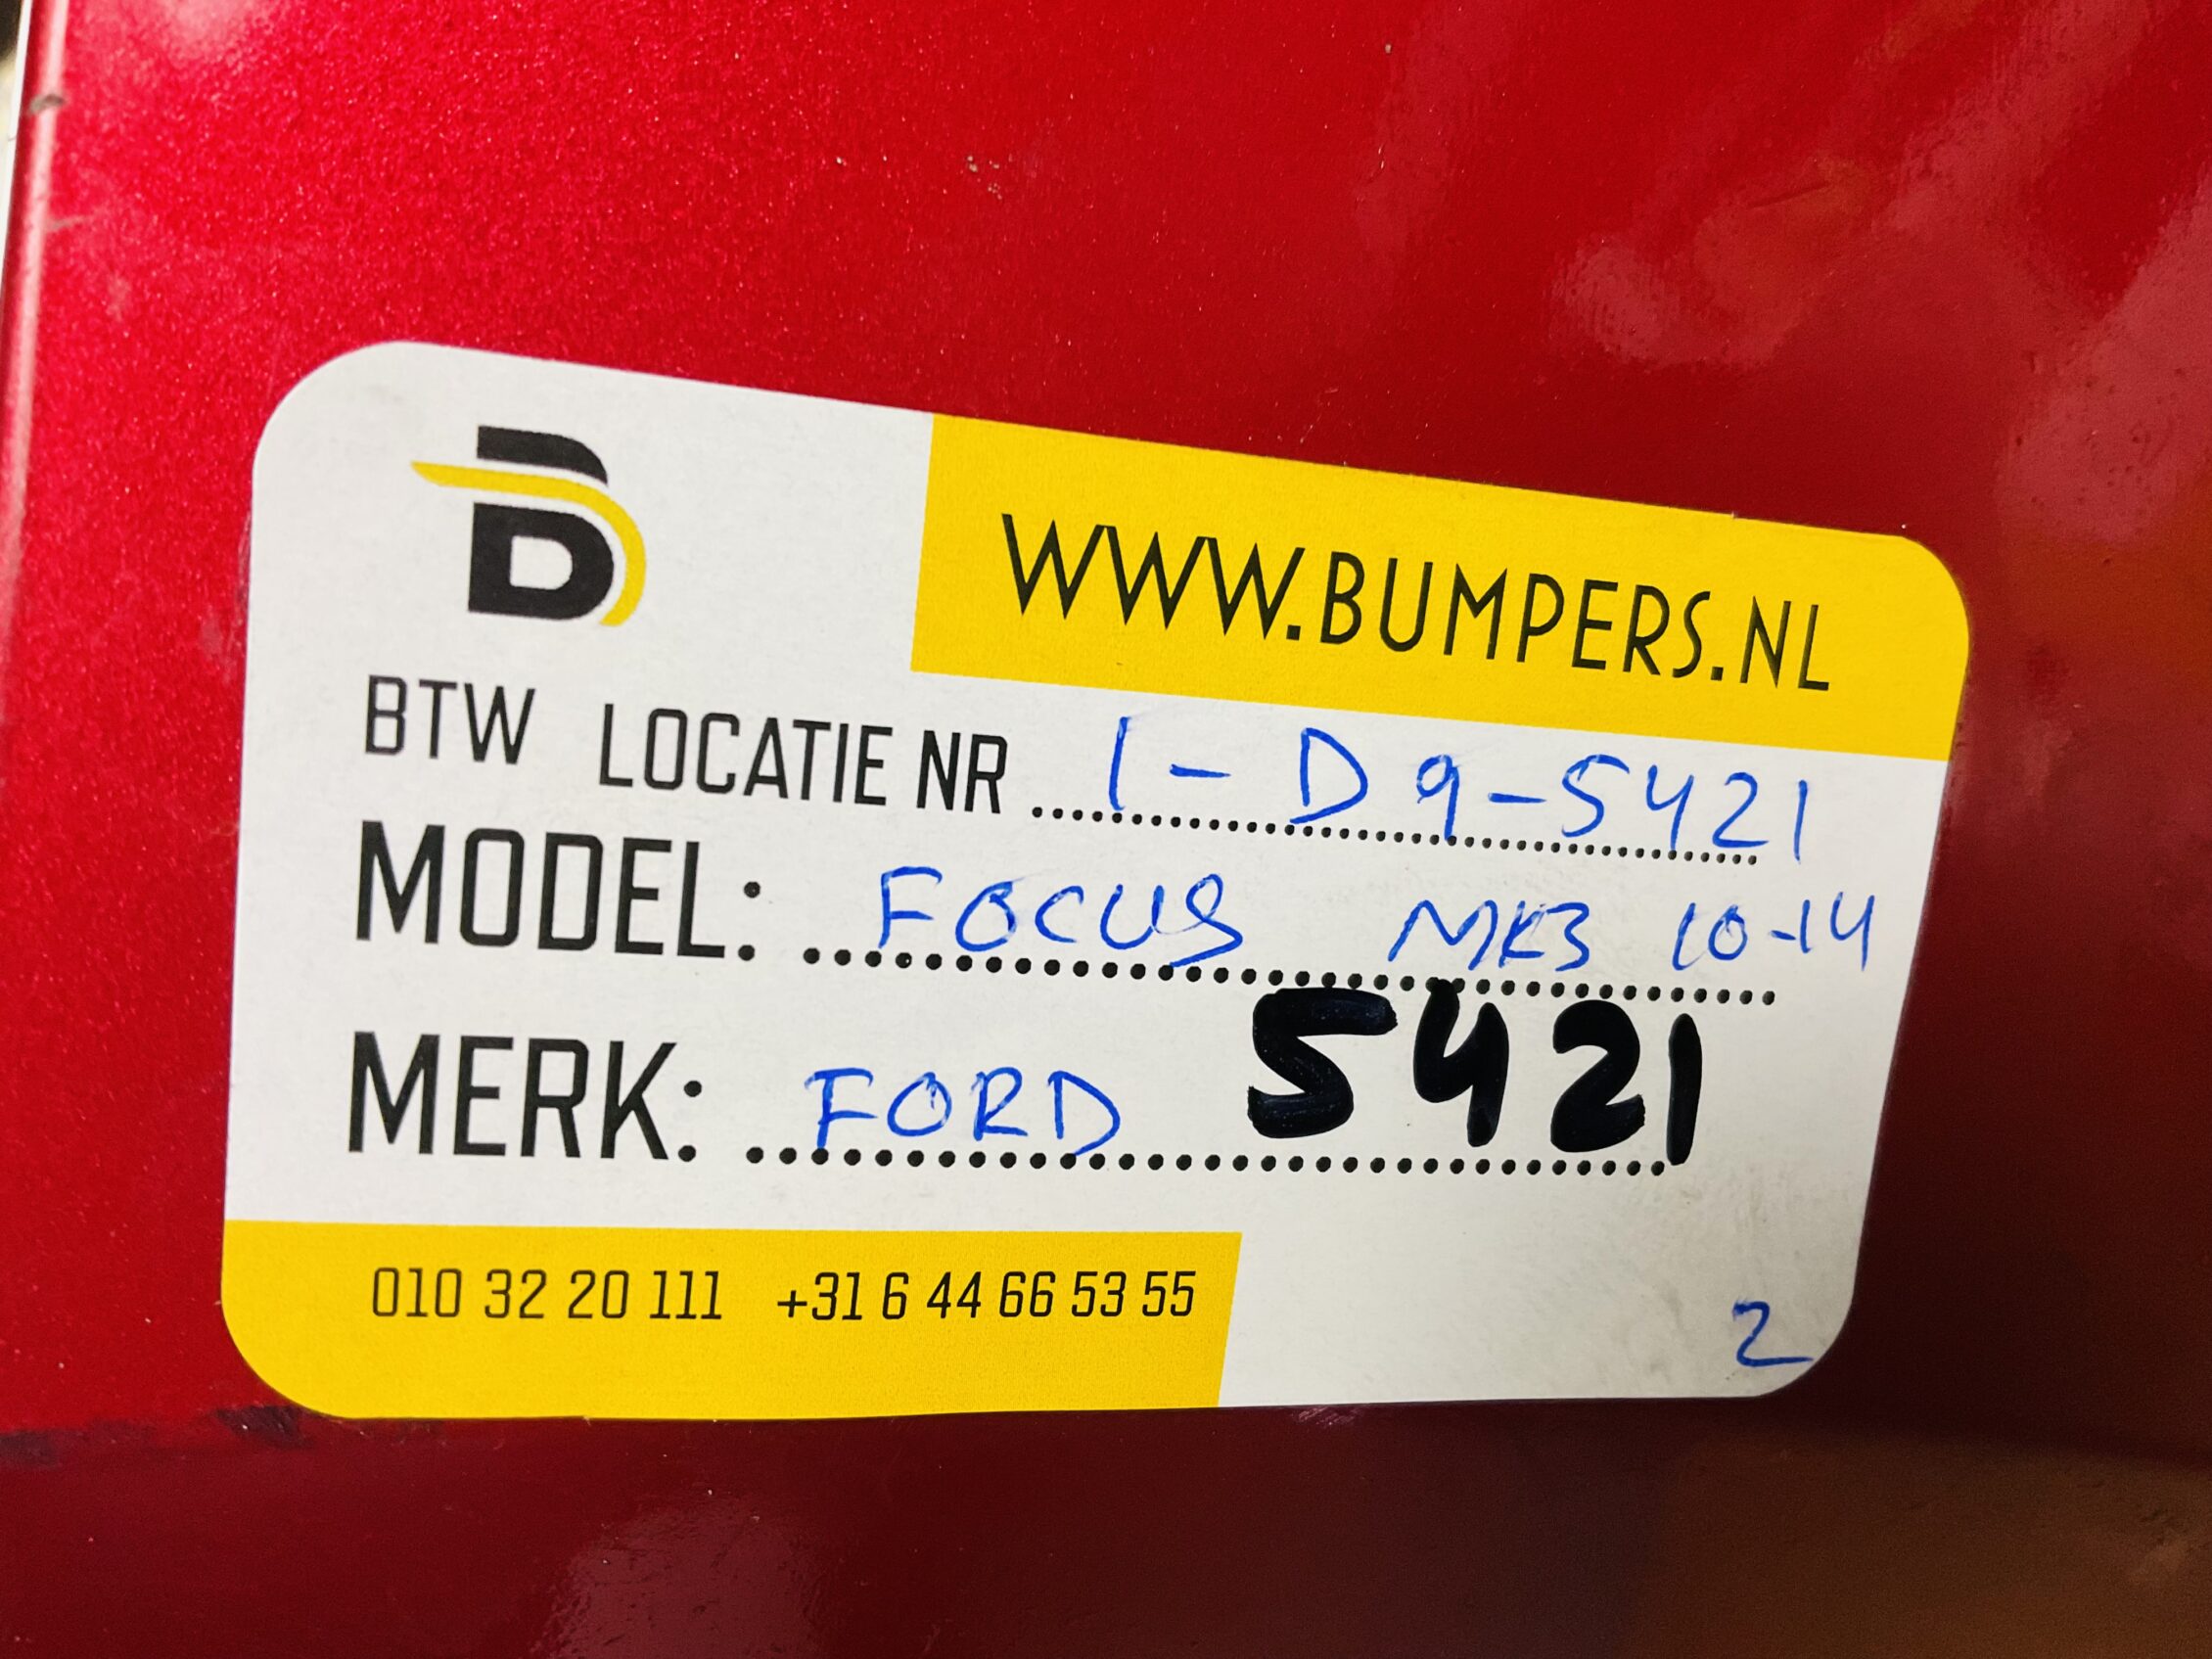 B
WWW.BUMPERS.NL
BTW LOCATIE NR 1-D9-5421
MODEL: FOCUS MK3 10-14
MERK: FORD 5421
010 32 20 111 +31 6 44 66 53 55
2